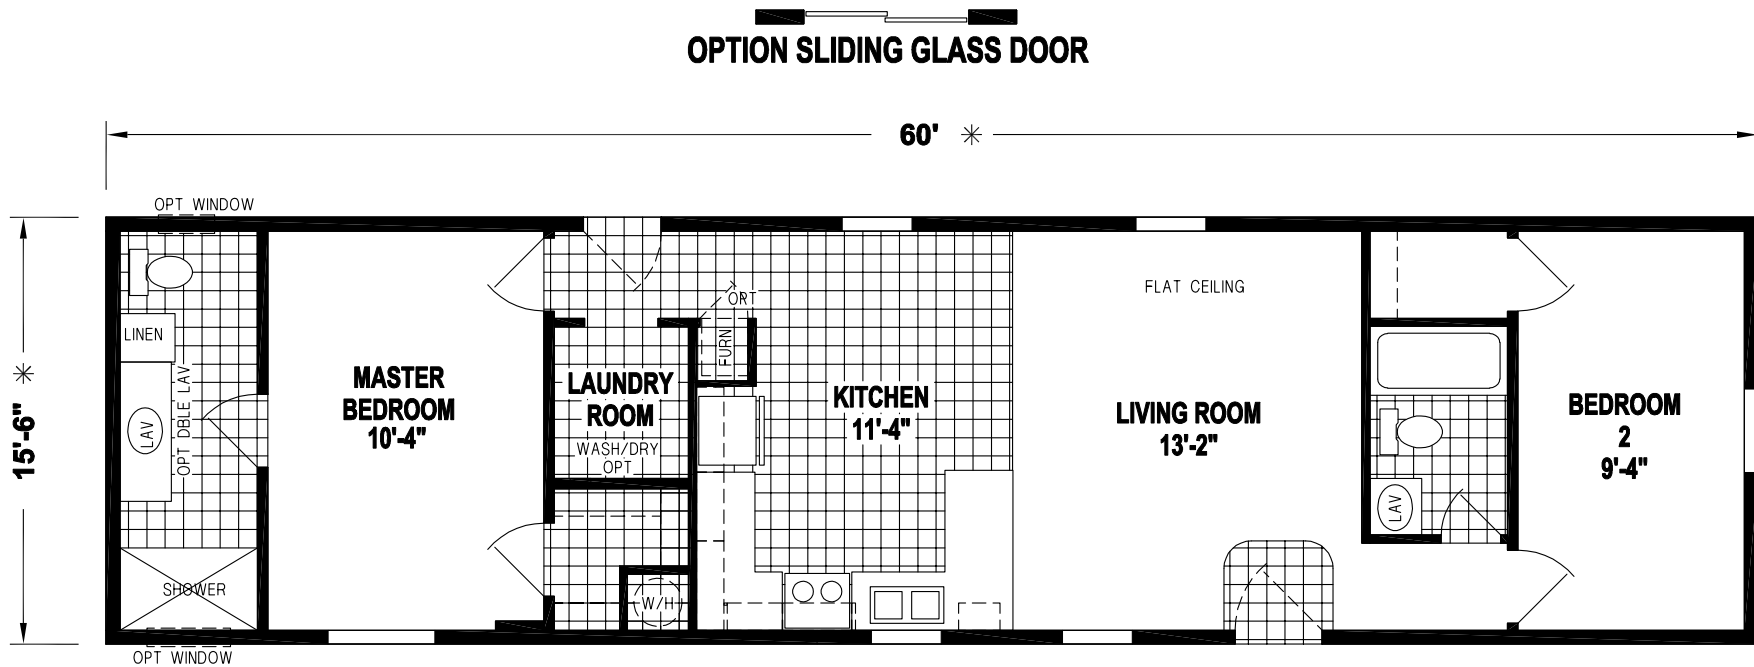 OPTION SLIDING GLASS DOOR
60' ✳
15'-6" ✳
OPT WINDOW
LINEN
OPT DBLE LAV
LAV
SHOWER
OPT WINDOW
MASTER
BEDROOM
10'-4"
LAUNDRY
ROOM
WASH/DRY
OPT
W/H
OPT
FURN
KITCHEN
11'-4"
FLAT CEILING
LIVING ROOM
13'-2"
LAV
BEDROOM
2
9'-4"